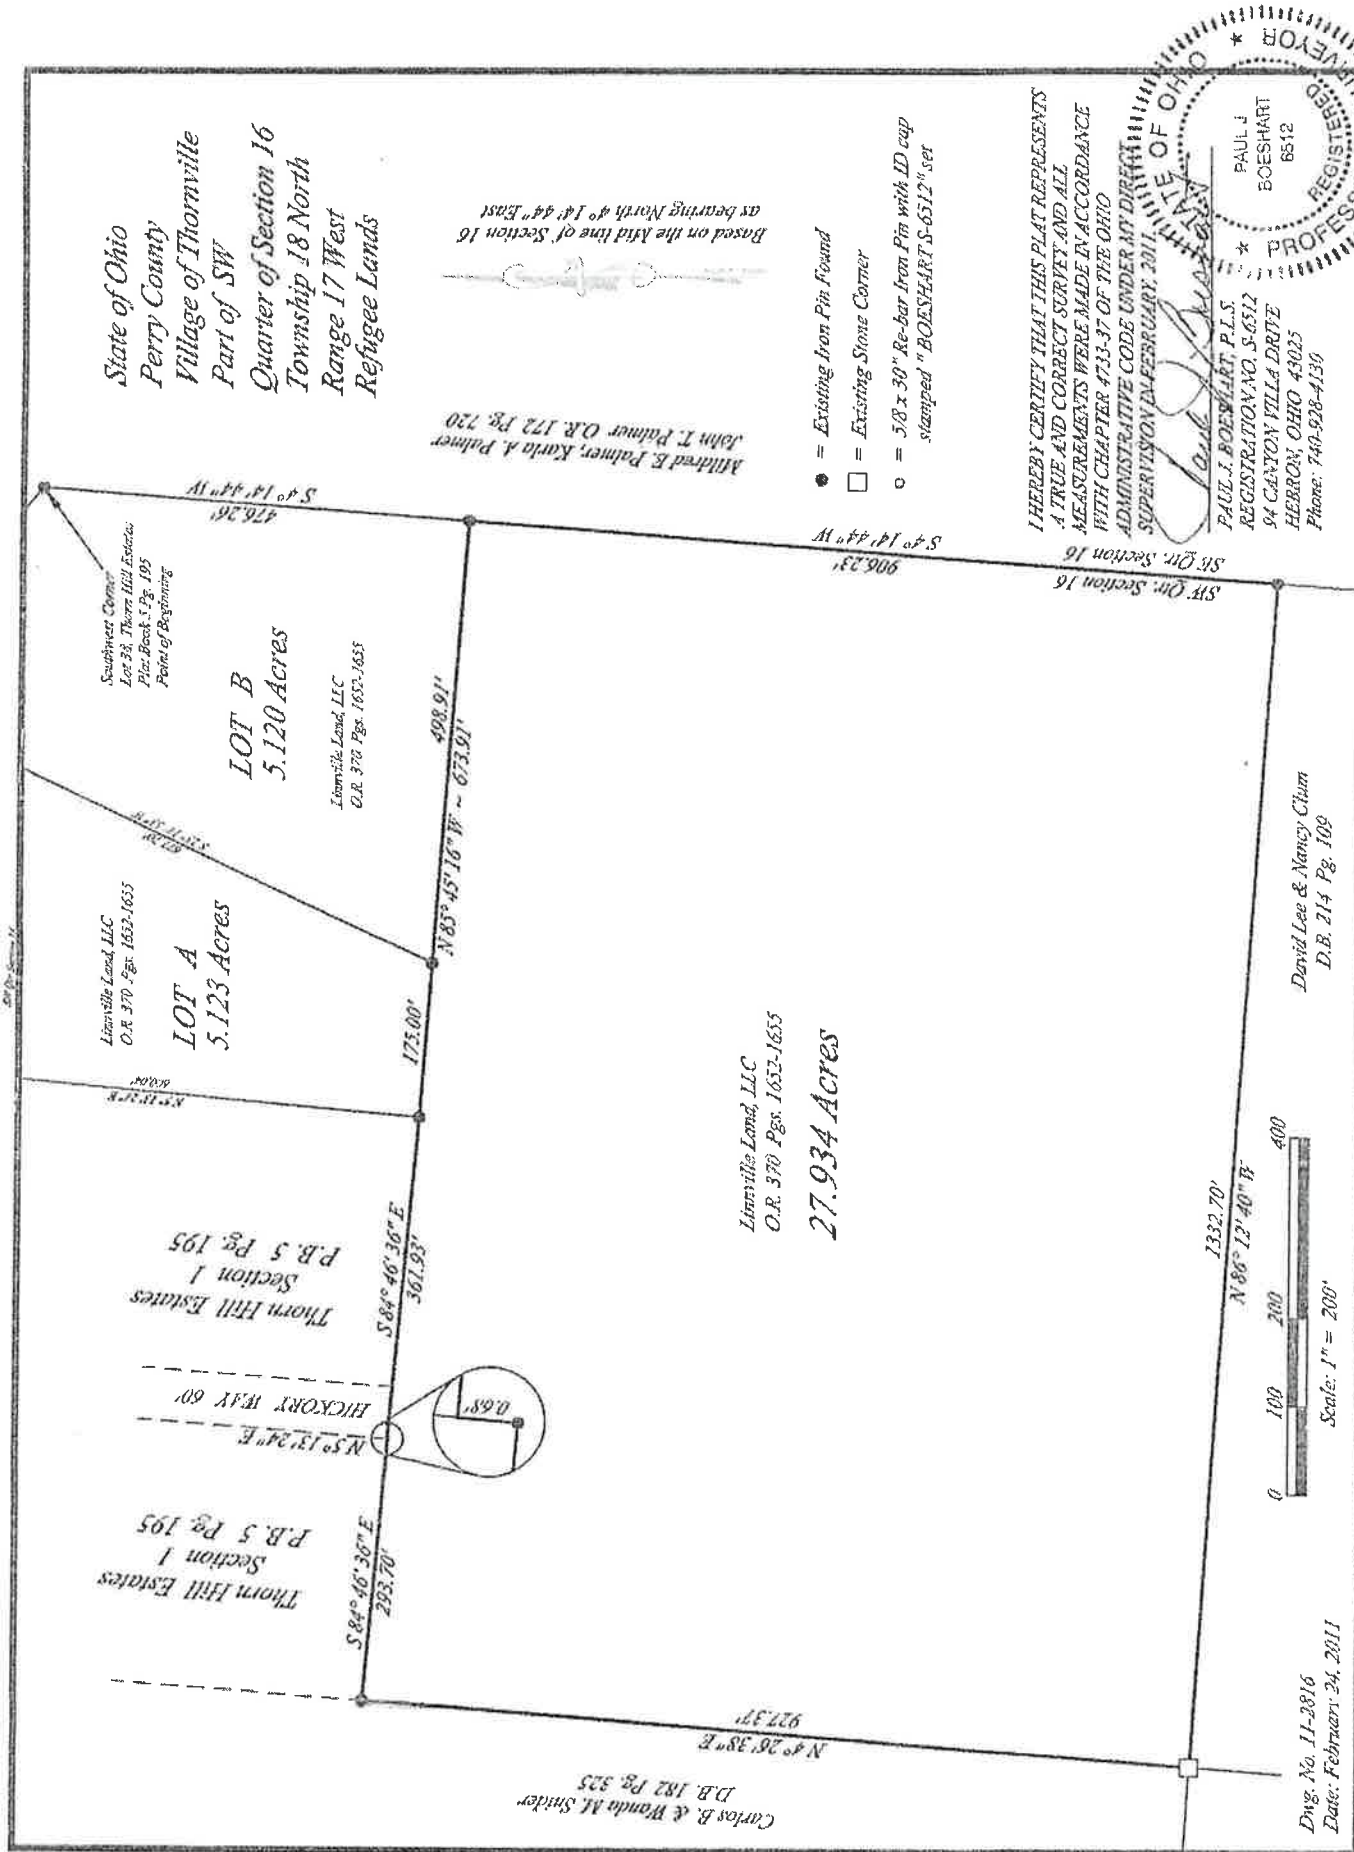 State of Ohio
Perry County
Village of Thornville
Part of SW
Quarter of Section 16
Township 18 North
Range 17 West
Refugee Lands
Based on the Mid line of Section 16
as bearing North 4° 14' 44" East
● = Existing Iron Pin Found
□ = Existing Stone Corner
○ = 5/8 x 30" Re-bar Iron Pin with ID cap
stamped "BOESHART S-6512" set
I HEREBY CERTIFY THAT THIS PLAT REPRESENTS
A TRUE AND CORRECT SURVEY AND ALL
MEASUREMENTS WERE MADE IN ACCORDANCE
WITH CHAPTER 4733-37 OF THE OHIO
ADMINISTRATIVE CODE UNDER MY DIRECT
SUPERVISION IN FEBRUARY, 2011.
PAUL J. BOESHART, P.L.S.
REGISTRATION NO. S-6512
94 CANYON VILLA DRIVE
HEBRON, OHIO 43025
Phone: 740-928-4130
STATE OF OHIO
PAUL J
BOESHART
6512
REGISTERED
Mildred E. Palmer, Karla A. Palmer
John T. Palmer O.R. 172 Pg. 720
S 4° 14' 44" W
476.26'
Southwest Corner
Lot 38, Thorn Hill Estates
Plat Book 5 Pg. 195
Point of Beginning
LOT B
5.120 Acres
Linnville Land, LLC
O.R. 370 Pgs. 1652-1655
498.91'
N 85° 45' 16" W ~ 673.91'
Linnville Land, LLC
O.R. 370 Pgs. 1652-1655
LOT A
5.123 Acres
175.00'
600.04'
S 4° 14' 44" W
906.23'
SE Qtr. Section 16
SW Qtr. Section 16
Thorn Hill Estates
Section 1
P.B. 5 Pg. 195
S 84° 46' 36" E
361.93'
HICKORY WAY 60'
N 5° 13' 24" E
0.68'
Thorn Hill Estates
Section 1
P.B. 5 Pg. 195
S 84° 46' 36" E
293.70'
Linnville Land, LLC
O.R. 370 Pgs. 1652-1655
27.934 Acres
N 4° 26' 38" E
927.37'
Carlos B. & Wanda M. Snider
D.B. 182 Pg. 325
1332.70'
N 86° 12' 40" W
David Lee & Nancy Clum
D.B. 214 Pg. 109
0 100 200 400
Scale: 1" = 200'
Dwg. No. 11-2816
Date: February 24, 2011